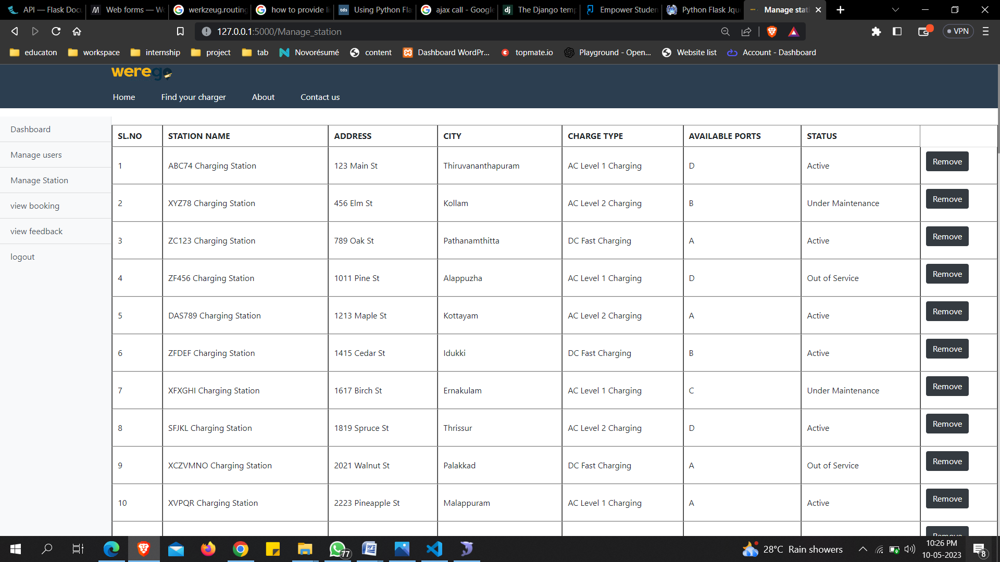 API — Flask Docu
Web forms — Wo
werkzeug.routing
how to provide li
Using Python Fla
ajax call - Google
The Django temp
Empower Studen
Python Flask Jqu
Manage stati
127.0.0.1:5000/Manage_station
VPN
educaton
workspace
internship
project
tab
Novorésumé
content
Dashboard WordPr...
topmate.io
Playground - Open...
Website list
Account - Dashboard
werego
Home Find your charger About Contact us
Dashboard
Manage users
Manage Station
view booking
view feedback
logout
SL.NO STATION NAME ADDRESS CITY CHARGE TYPE AVAILABLE PORTS STATUS
1 ABC74 Charging Station 123 Main St Thiruvananthapuram AC Level 1 Charging D Active Remove
2 XYZ78 Charging Station 456 Elm St Kollam AC Level 2 Charging B Under Maintenance Remove
3 ZC123 Charging Station 789 Oak St Pathanamthitta DC Fast Charging A Active Remove
4 ZF456 Charging Station 1011 Pine St Alappuzha AC Level 1 Charging D Out of Service Remove
5 DAS789 Charging Station 1213 Maple St Kottayam AC Level 2 Charging A Active Remove
6 ZFDEF Charging Station 1415 Cedar St Idukki DC Fast Charging B Active Remove
7 XFXGHI Charging Station 1617 Birch St Ernakulam AC Level 1 Charging C Under Maintenance Remove
8 SFJKL Charging Station 1819 Spruce St Thrissur AC Level 2 Charging D Active Remove
9 XCZVMNO Charging Station 2021 Walnut St Palakkad DC Fast Charging A Out of Service Remove
10 XVPQR Charging Station 2223 Pineapple St Malappuram AC Level 1 Charging A Active Remove
Remove
77
28°C Rain showers
10:26 PM
10-05-2023
8